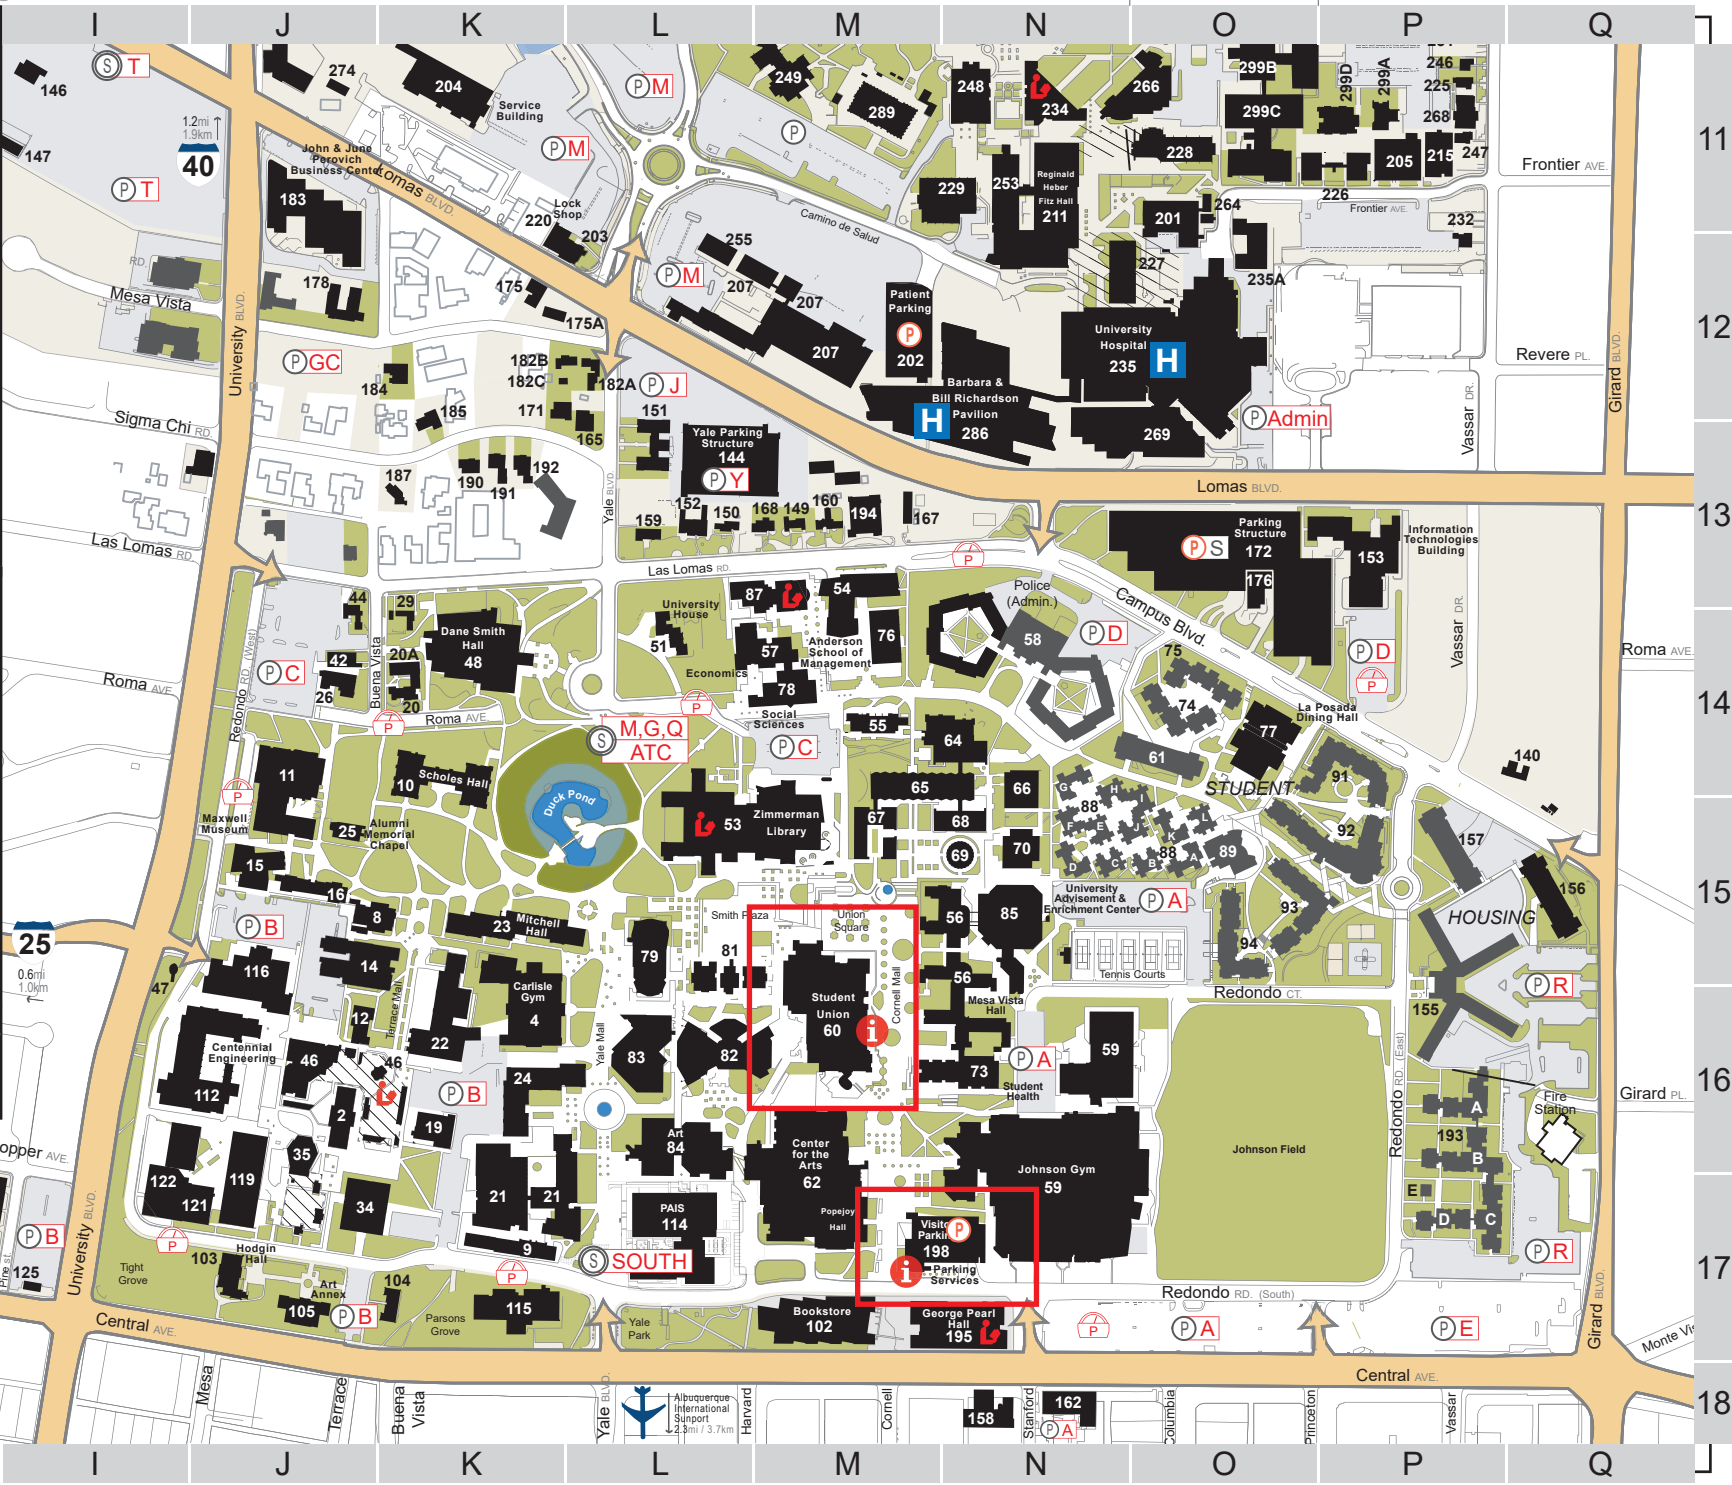 I J K L M N O P Q
146
S T
274
204
Service
Building
P M
249
289
248
234
266
299B
299D
299A
246
225
299C
268
11
1.2mi
1.9km
40
147
P T
John & June
Perovich
Business Center
Lomas BLVD.
P M
P
228
205
215
247
Frontier AVE.
226
183
220
Lock
Shop
203
229
253
Reginald
Heber
Fitz Hall
211
201
264
Frontier AVE.
232
Camino de Salud
255
207
207
P M
227
235A
RD.
Mesa Vista
178
175
175A
University BLVD.
Patient
Parking
P
202
207
University
Hospital
235
H
12
Revere PL.
Girard BLVD.
P GC
184
185
182B
182C
182A
171
165
P J
151
Barbara &
Bill Richardson
Pavilion
286
H
269
P Admin
Vassar DR.
Sigma Chi RD.
Yale Parking
Structure
144
P Y
187
190
191
192
Yale BLVD.
152
150
168
149
160
194
167
159
Lomas BLVD.
13
Las Lomas RD.
Las Lomas RD.
P
Parking
Structure
172
P S
176
153
Information
Technologies
Building
44
29
87
54
Police
(Admin.)
Campus Blvd.
Dane Smith
Hall
48
University
House
51
57
76
Anderson
School of
Management
58
P D
P D
P
75
Vassar DR.
Roma AVE.
P C
42
26
20A
20
Buena Vista
Redondo RD. (West)
Roma AVE.
Roma AVE.
P
Economics
78
Social
Sciences
P
55
64
74
77
La Posada
Dining Hall
14
S M,G,Q
ATC
P C
61
140
11
10
Scholes Hall
Duck Pond
65
66
G
88
H
I
F
E
J
K
L
D
C
B
88
A
89
STUDENT
91
92
157
P
Maxwell
Museum
25
Alumni
Memorial
Chapel
53
Zimmerman
Library
67
68
69
70
15
16
8
23
Mitchell
Hall
Smith Plaza
Union
Square
56
85
University
Advisement &
Enrichment Center
P A
93
94
HOUSING
156
15
25
0.6mi
1.0km
P B
14
116
47
79
81
Tennis Courts
Redondo CT.
P R
155
Carlisle
Gym
4
Student
Union
60
i
Cornell Mall
56
Mesa Vista
Hall
12
Terrace Mall
22
Yale Mall
83
82
Centennial
Engineering
112
46
46
24
P B
2
19
73
Student
Health
P A
59
Redondo RD. (East)
A
193
B
Fire
Station
Girard PL.
16
Art
84
Center
for the
Arts
62
Johnson Gym
59
Johnson Field
122
121
119
35
34
21
21
PAIS
114
Popejoy
Hall
P
198
i
Parking
Services
E
D
C
P R
P B
125
University BLVD.
P
103
Hodgin
Hall
9
P
S SOUTH
17
Tight
Grove
Art
Annex
105
P B
104
Parsons
Grove
115
Yale
Park
Bookstore
102
George Pearl
Hall
195
Redondo RD. (South)
P
P A
P E
Girard BLVD.
Central AVE.
Central AVE.
Mesa
Terrace
Buena
Vista
Yale BLVD.
Albuquerque
International
Sunport
2.3mi / 3.7km
Harvard
Cornell
158
Stanford
162
P A
Columbia
Princeton
Vassar
18
I J K L M N O P Q